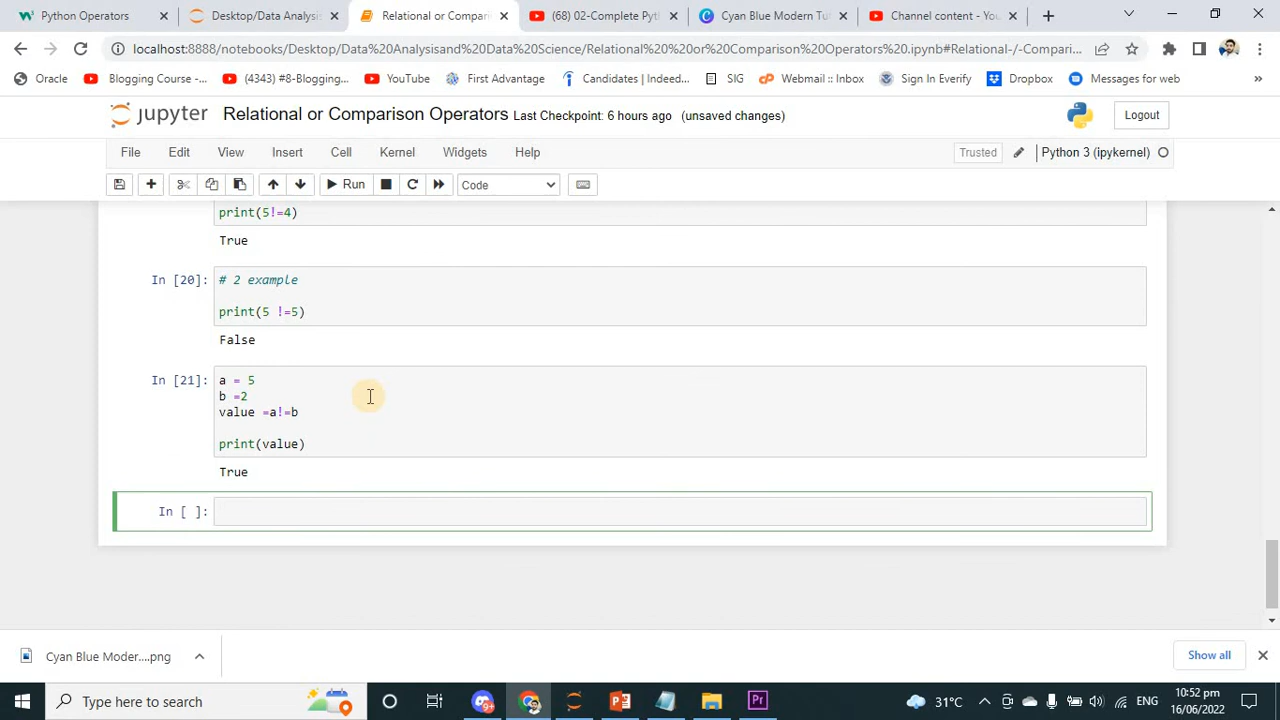 Python Operators
Desktop/Data Analysis
Relational or Compari
(68) 02-Complete Pyt
Cyan Blue Modern Tu
Channel content - Yo
localhost:8888/notebooks/Desktop/Data%20Analysisand%20Data%20Science/Relational%20%20or%20Comparison%20Operators%20.ipynb#Relational-/-Compari...
Oracle
Blogging Course -...
(4343) #8-Blogging...
YouTube
First Advantage
Candidates | Indeed...
SIG
Webmail :: Inbox
Sign In Everify
Dropbox
Messages for web
»
jupyter
Relational or Comparison Operators Last Checkpoint: 6 hours ago (unsaved changes)
Logout
File Edit View Insert Cell Kernel Widgets Help
Trusted
Python 3 (ipykernel)
Run
Code
print(5!=4)
True
In [20]:
# 2 example
print(5 !=5)
False
In [21]:
a = 5
b =2
value =a!=b
print(value)
True
In [ ]:
Cyan Blue Moder....png
Show all
Type here to search
31°C
ENG
10:52 pm
16/06/2022